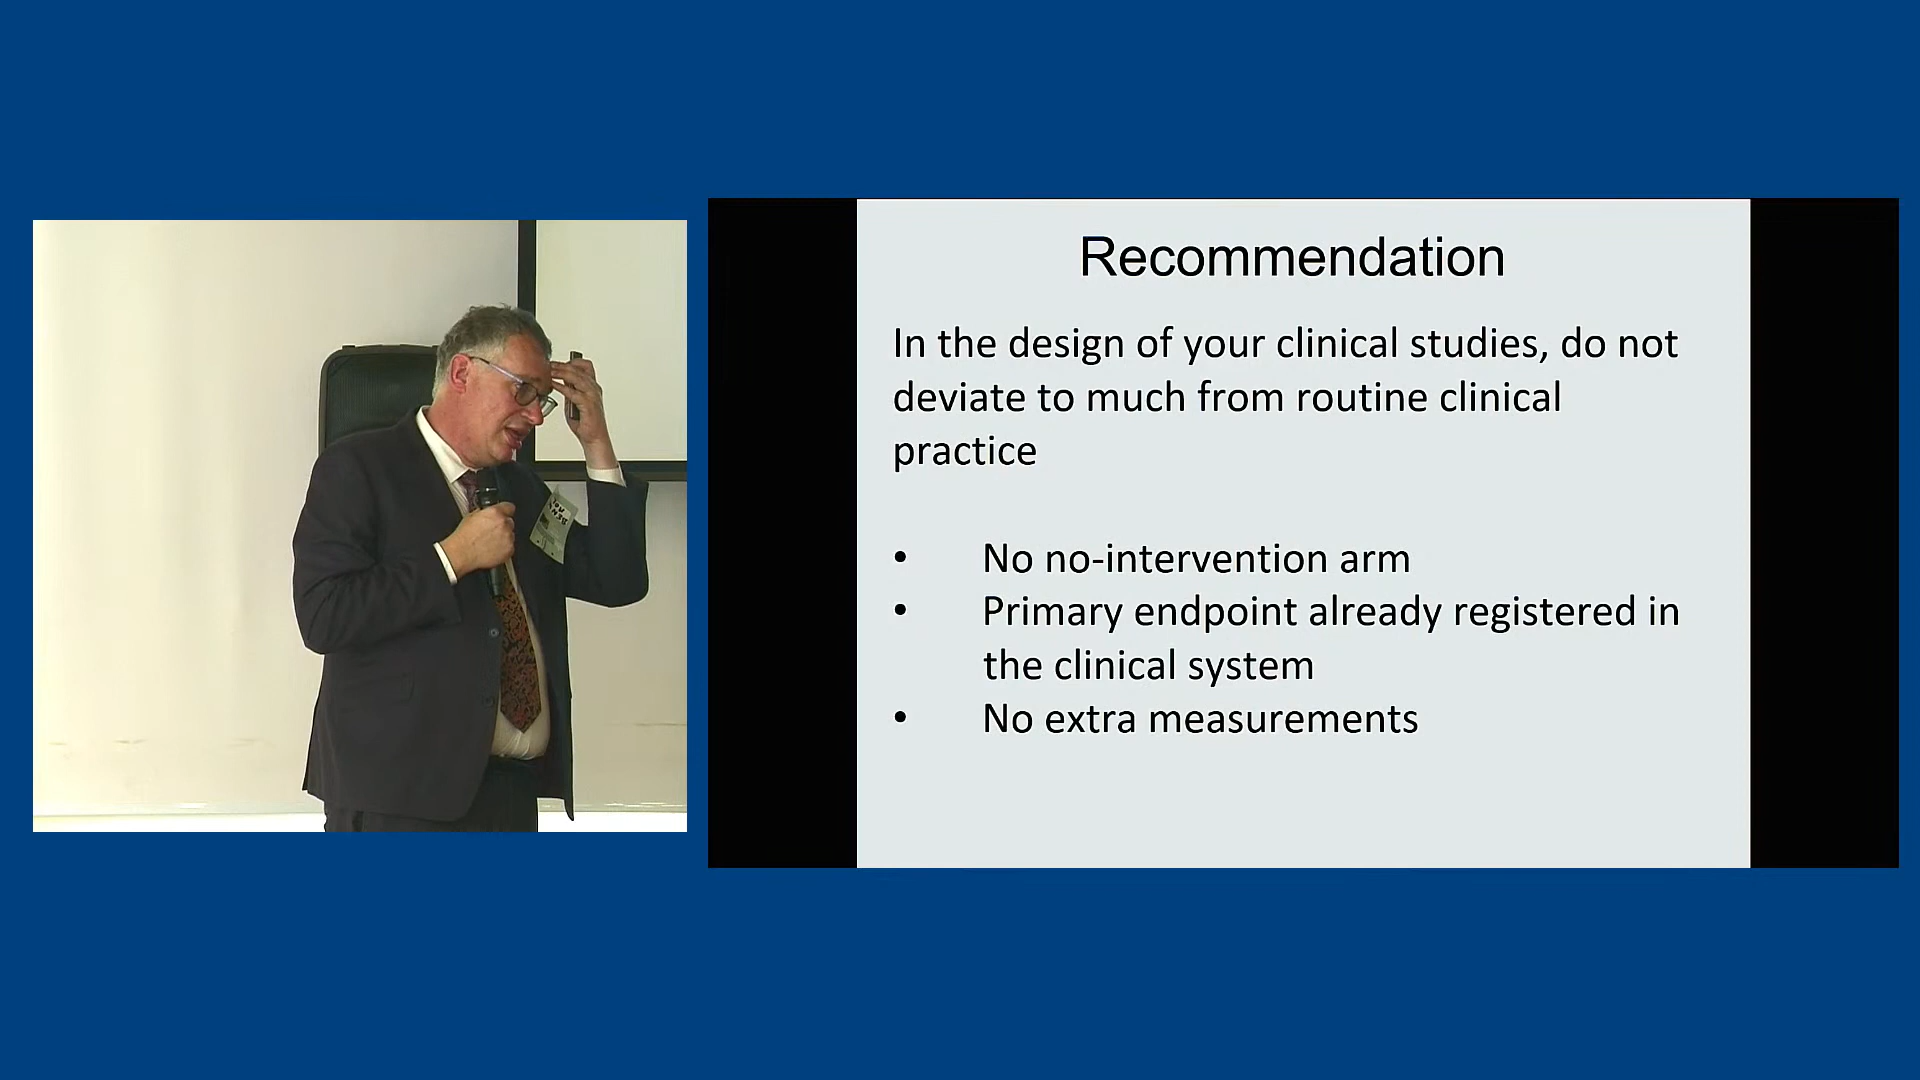 Recommendation
In the design of your clinical studies, do not
deviate to much from routine clinical
practice
• No no-intervention arm
• Primary endpoint already registered in
the clinical system
• No extra measurements